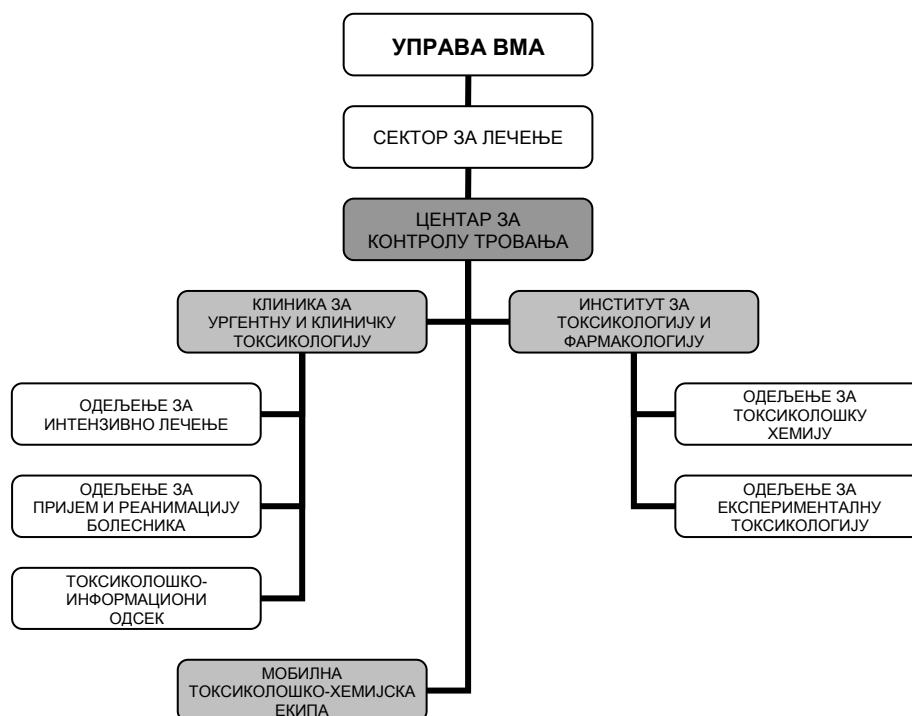 УПРАВА ВМА
СЕКТОР ЗА ЛЕЧЕЊЕ
ЦЕНТАР ЗА
КОНТРОЛУ ТРОВАЊА
КЛИНИКА ЗА
УРГЕНТНУ И КЛИНИЧКУ
ТОКСИКОЛОГИЈУ
ИНСТИТУТ ЗА
ТОКСИКОЛОГИЈУ И
ФАРМАКОЛОГИЈУ
ОДЕЉЕЊЕ ЗА
ИНТЕНЗИВНО ЛЕЧЕЊЕ
ОДЕЉЕЊЕ ЗА
ТОКСИКОЛОШКУ
ХЕМИЈУ
ОДЕЉЕЊЕ ЗА
ПРИЈЕМ И РЕАНИМАЦИЈУ
БОЛЕСНИКА
ОДЕЉЕЊЕ ЗА
ЕКСПЕРИМЕНТАЛНУ
ТОКСИКОЛОГИЈУ
ТОКСИКОЛОШКО-
ИНФОРМАЦИОНИ
ОДСЕК
МОБИЛНА
ТОКСИКОЛОШКО-ХЕМИЈСКА
ЕКИПА